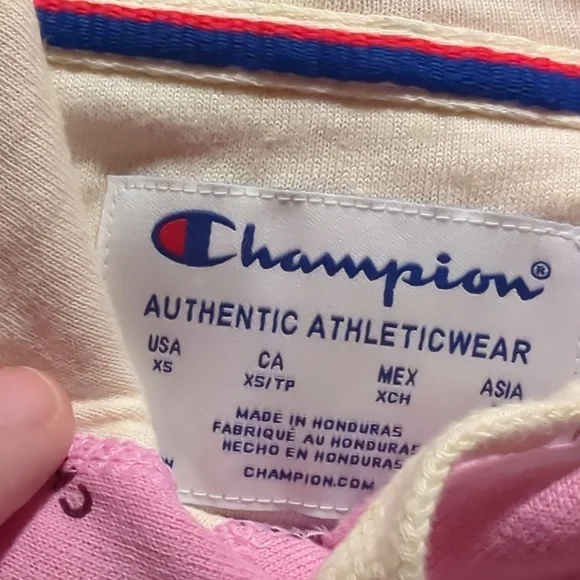 Champion®
AUTHENTIC ATHLETICWEAR
USA CA MEX ASIA
XS XS/TP XCH
MADE IN HONDURAS
FABRIQUÉ AU HONDURAS
HECHO EN HONDURAS
CHAMPION.COM